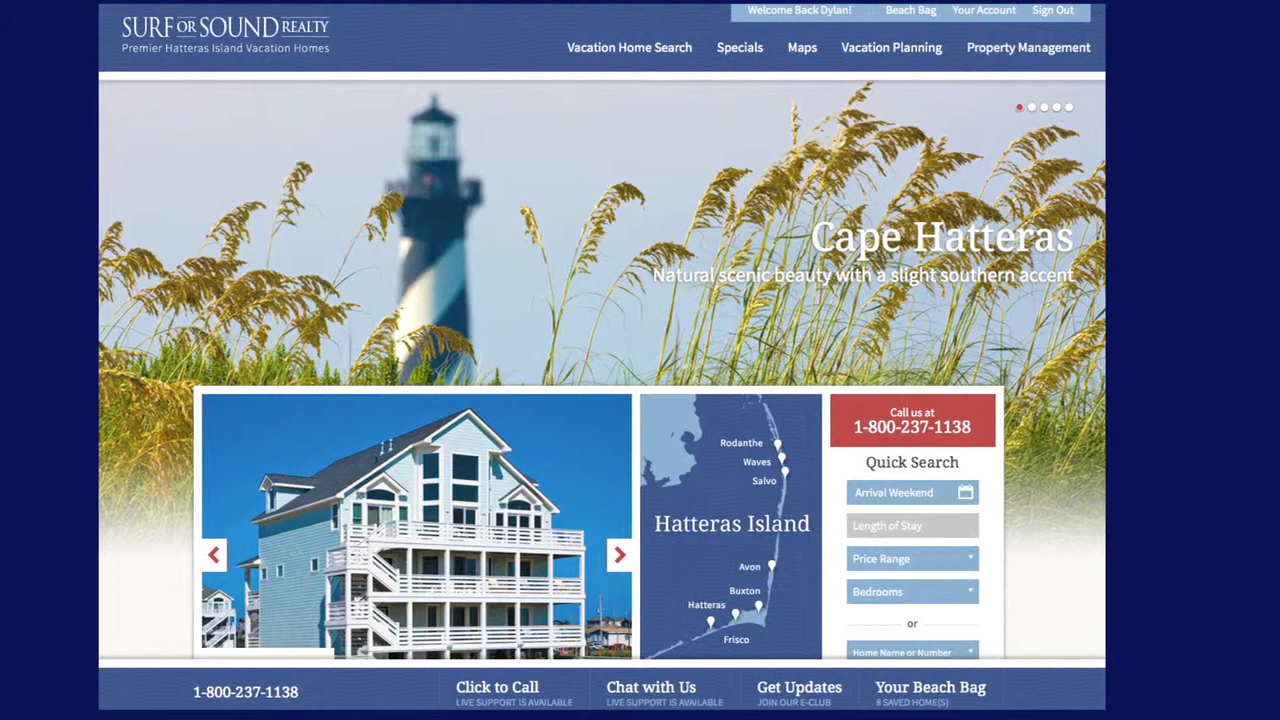 SURF OR SOUND REALTY
Premier Hatteras Island Vacation Homes
Welcome Back Dylan!
Beach Bag
Your Account
Sign Out
Vacation Home Search
Specials
Maps
Vacation Planning
Property Management
Cape Hatteras
Natural scenic beauty with a slight southern accent
Rodanthe
Waves
Salvo
Hatteras Island
Avon
Buxton
Hatteras
Frisco
Call us at
1-800-237-1138
Quick Search
Arrival Weekend
Length of Stay
Price Range
Bedrooms
or
Home Name or Number
1-800-237-1138
Click to Call
LIVE SUPPORT IS AVAILABLE
Chat with Us
LIVE SUPPORT IS AVAILABLE
Get Updates
JOIN OUR E-CLUB
Your Beach Bag
8 SAVED HOME(S)